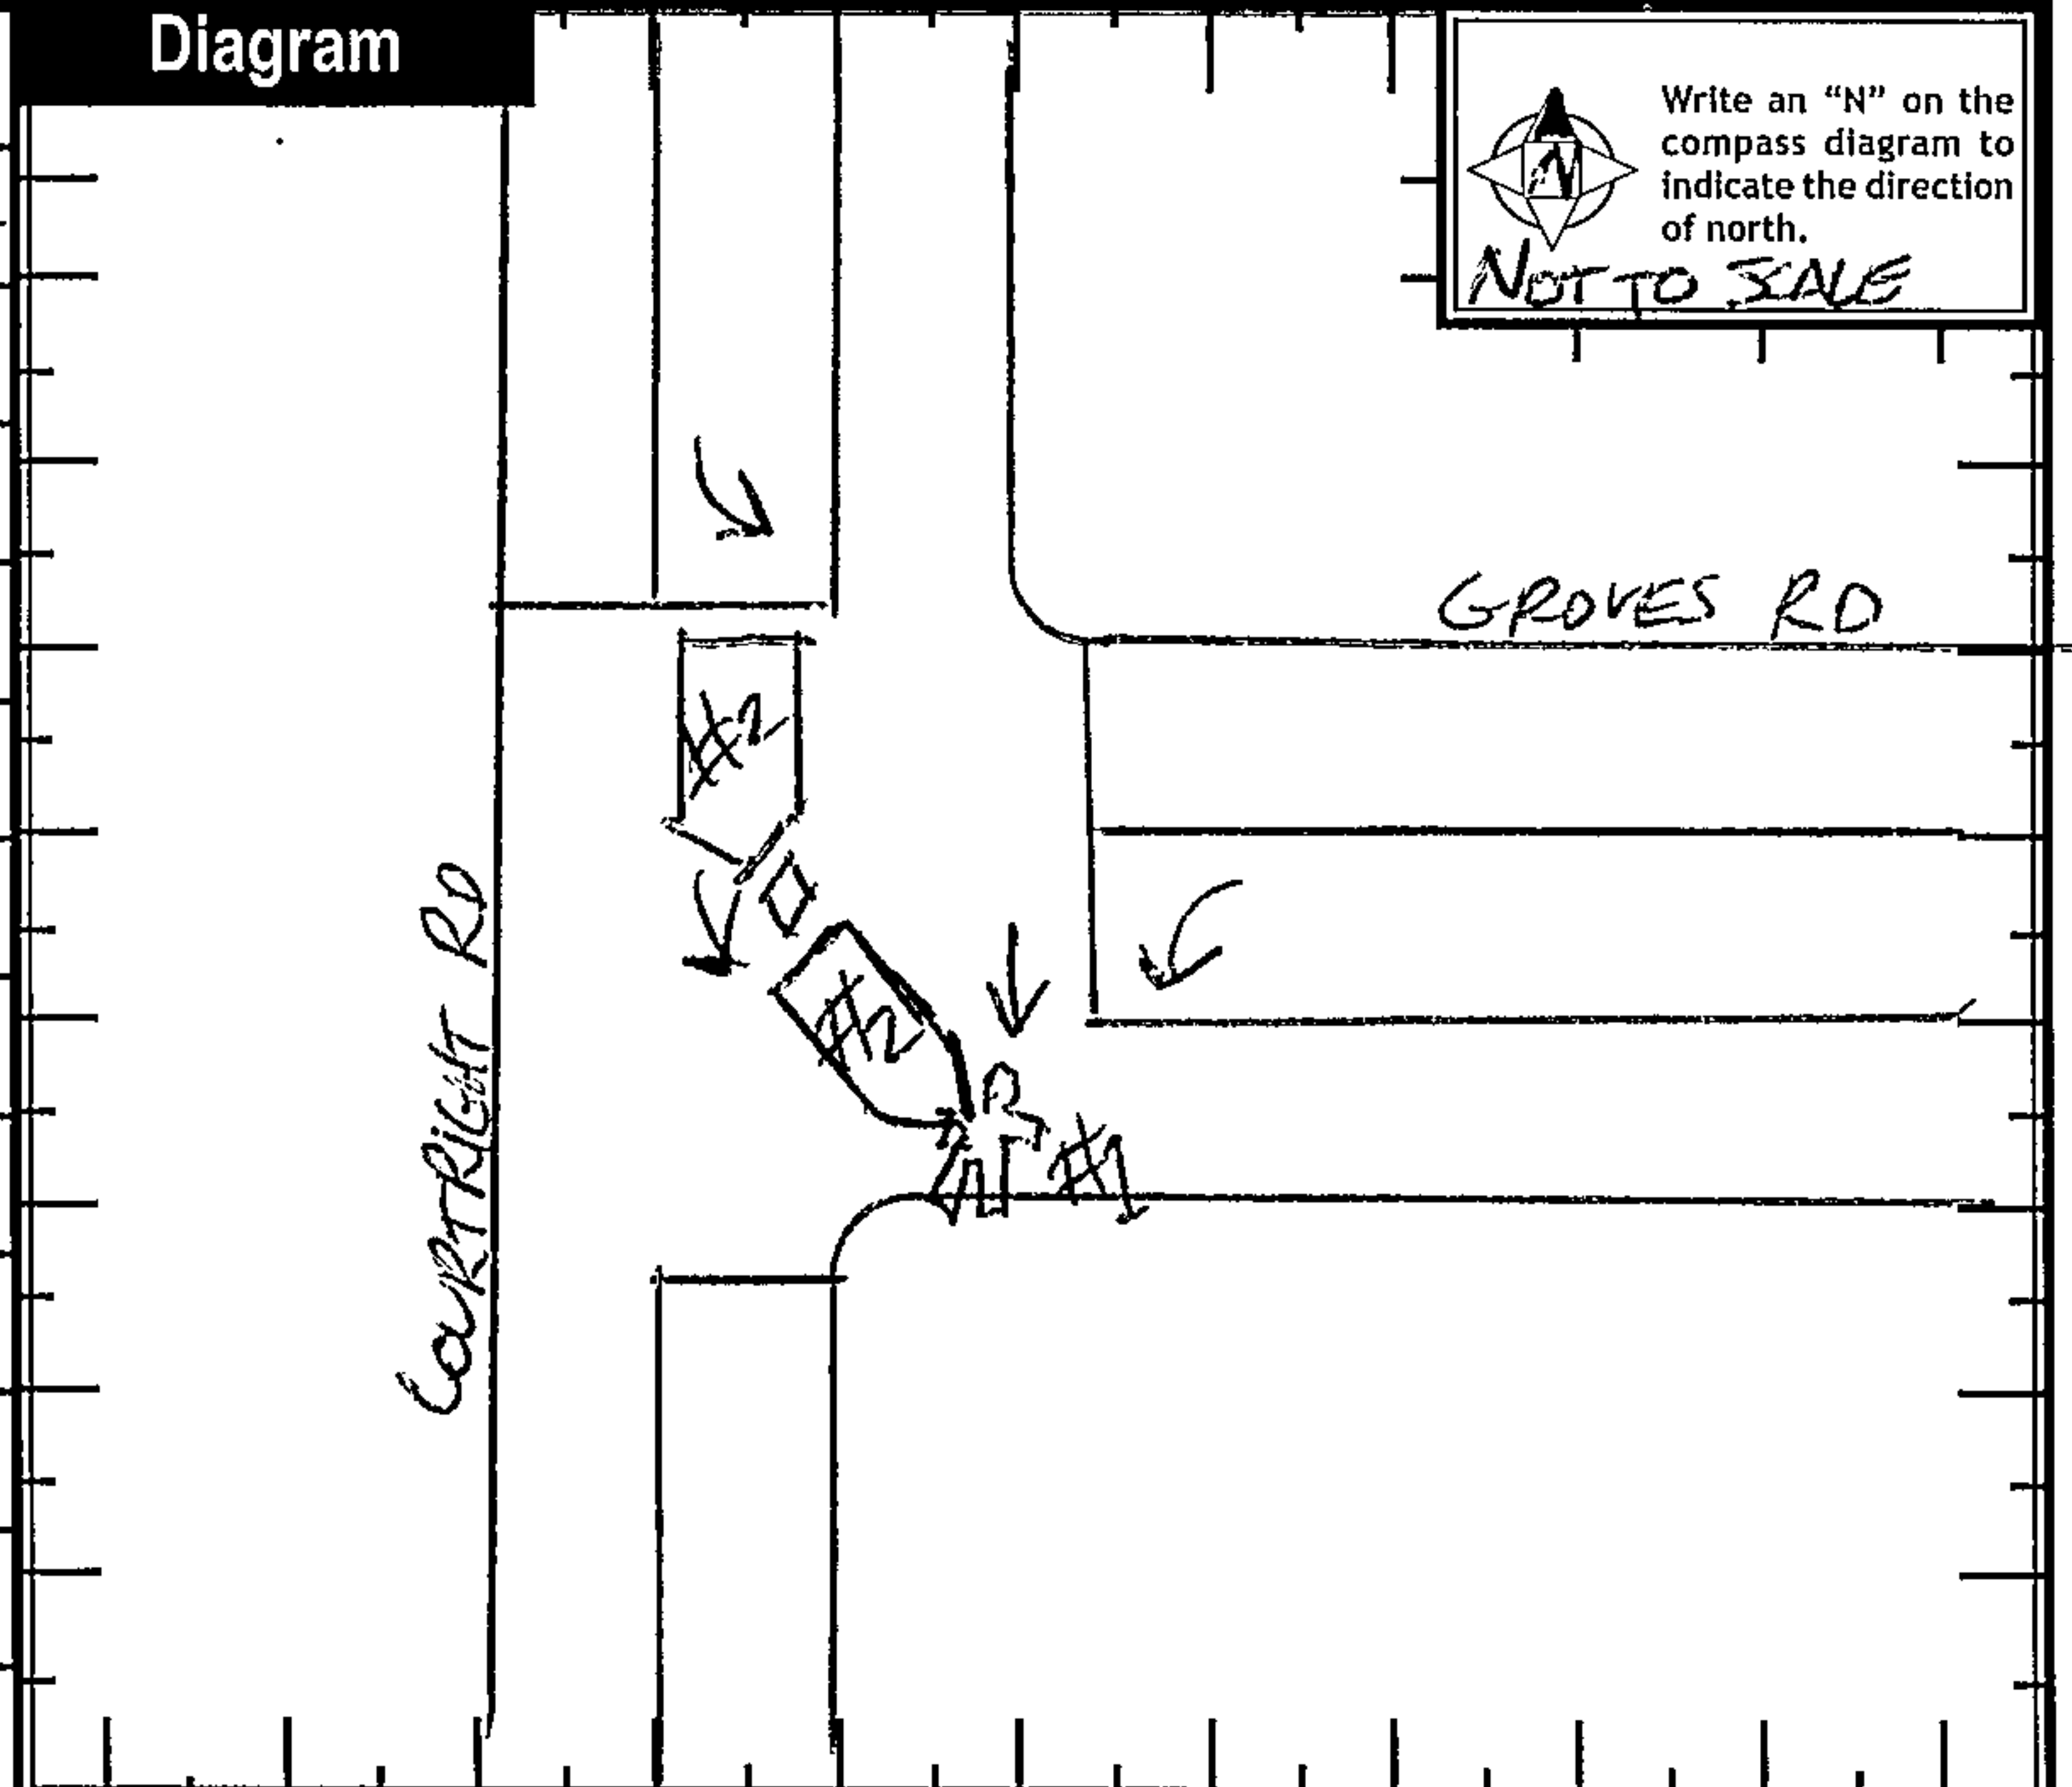 Diagram
Write an “N” on the
compass diagram to
indicate the direction
of north.
N
NOT TO SCALE
GROVES RD
#2
COURTRIGHT RD
#2
#1